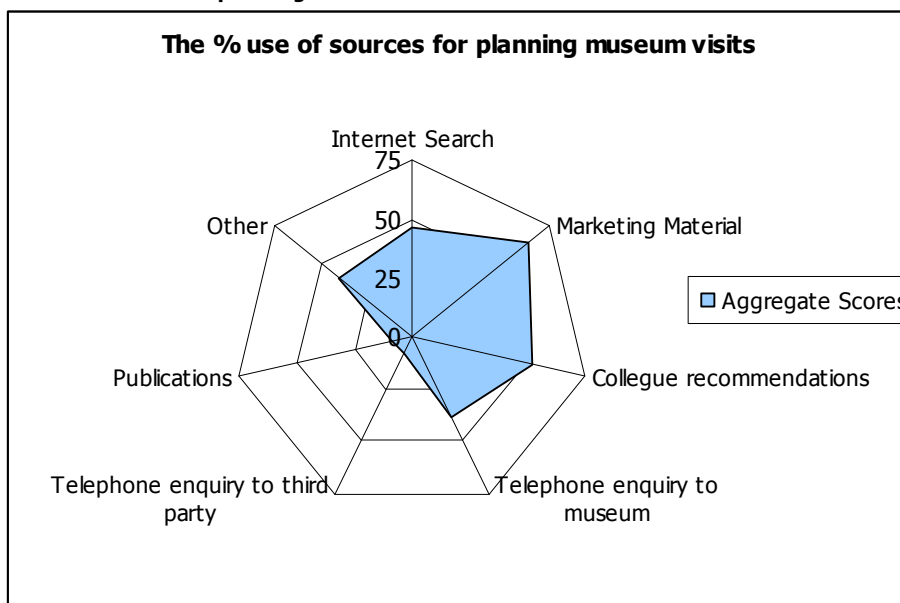 The % use of sources for planning museum visits
Internet Search
75
Other
50
Marketing Material
25
Aggregate Scores
0
Publications
Collegue recommendations
Telephone enquiry to third
party
Telephone enquiry to
museum